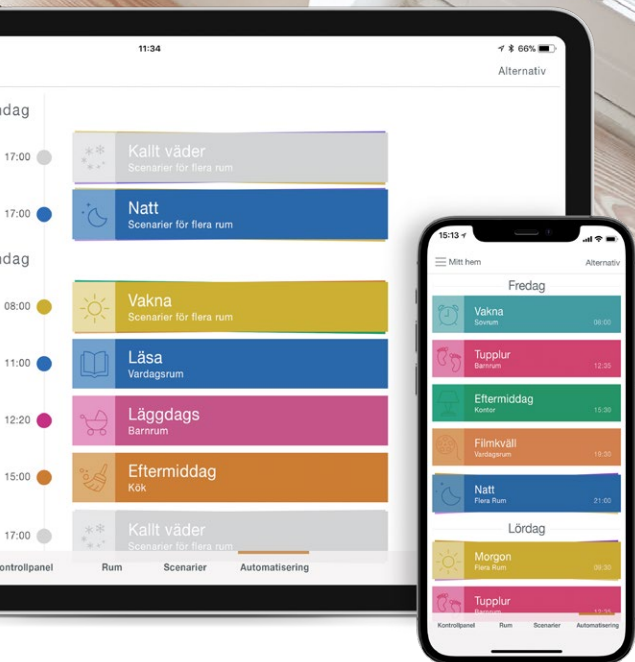 11:34
66%
Alternativ
dag
17:00
Kallt väder
Scenarier för flera rum
17:00
Natt
Scenarier för flera rum
dag
08:00
Vakna
Scenarier för flera rum
11:00
Läsa
Vardagsrum
12:20
Läggdags
Barnrum
15:00
Eftermiddag
Kök
17:00
Kallt väder
Scenarier för flera rum
ontrollpanel
Rum
Scenarier
Automatisering
15:13
Mitt hem
Alternativ
Fredag
Vakna
Sovrum
06:00
Tupplur
Barnrum
12:35
Eftermiddag
Kontor
15:30
Filmkväll
Vardagsrum
Natt
Flera Rum
21:00
Lördag
Morgon
Flera Rum
09:30
Tupplur
Barnrum
12:35
Kontrollpanel
Rum
Scenarier
Automatisering